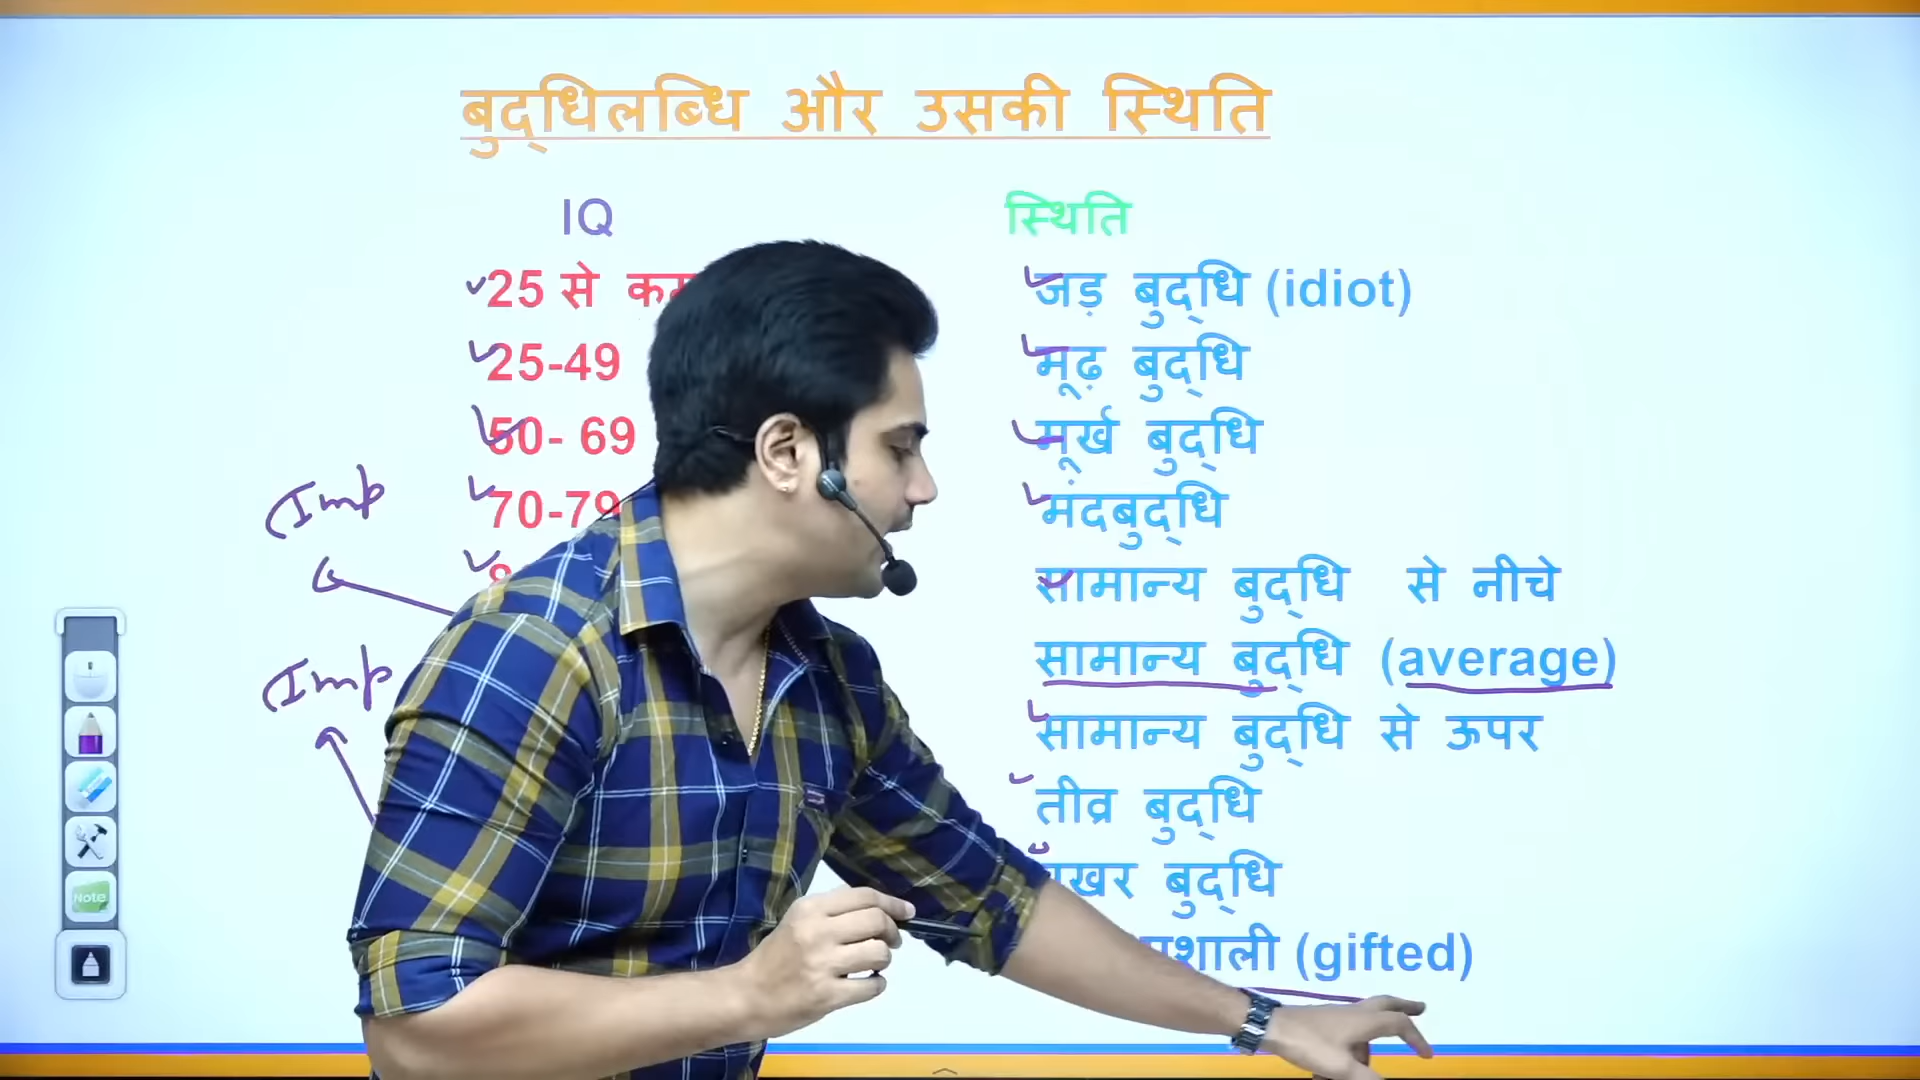 बुद्धिलब्धि और उसकी स्थिति
IQ स्थिति
25 से जड़ बुद्धि (idiot)
25-49 मूढ़ बुद्धि
50- 69 मूर्ख बुद्धि
Imp
70-79 मंदबुद्धि
सामान्य बुद्धि से नीचे
Imp
सामान्य बुद्धि (average)
सामान्य बुद्धि से ऊपर
तीव्र बुद्धि
बुद्धि
Note
(gifted)